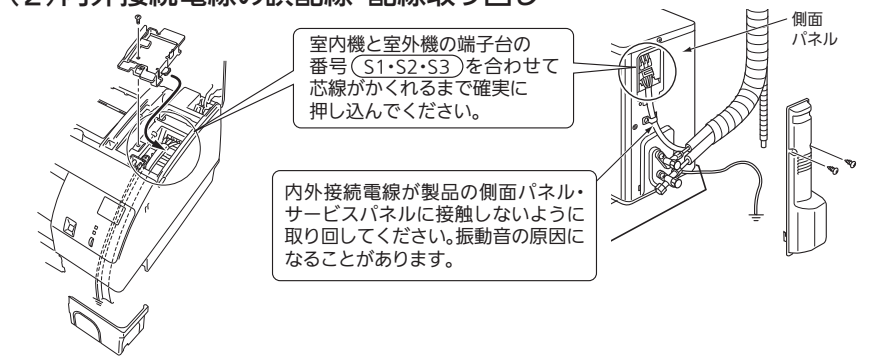 (2)内外接続電線の誤配線・配線取り回し
側面
パネル
室内機と室外機の端子台の
番号(S1・S2・S3)を合わせて
芯線がかくれるまで確実に
押し込んでください。
内外接続電線が製品の側面パネル・
サービスパネルに接触しないように
取り回してください。振動音の原因に
なることがあります。